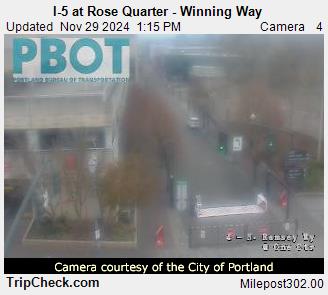 I-5 at Rose Quarter - Winning Way
Updated Nov 29 2024 1:15 PM Camera 4
PBOT
PORTLAND BUREAU OF TRANSPORTATION
Camera courtesy of the City of Portland
TripCheck.com Milepost302.00